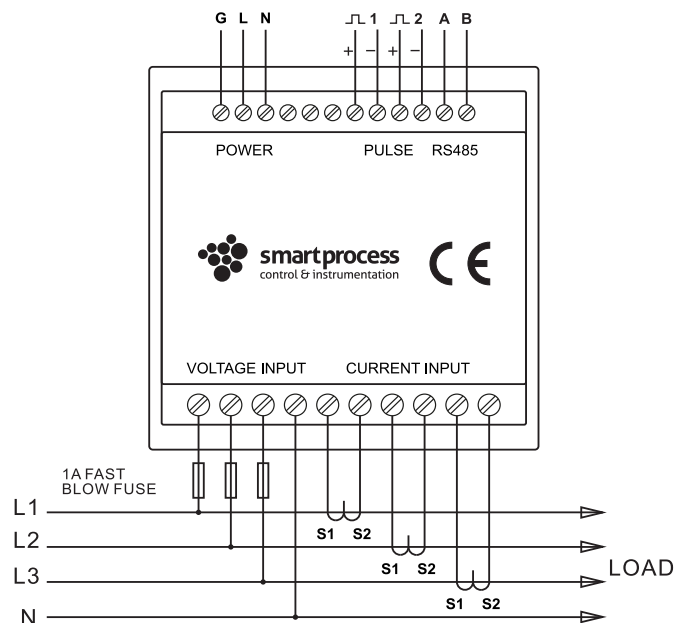 G L N 1 2 A B
+ − + −
POWER PULSE RS485
smartprocess
control & instrumentation
CE
VOLTAGE INPUT CURRENT INPUT
1A FAST
BLOW FUSE
L1
S1 S2
L2
S1 S2
L3
LOAD
S1 S2
N